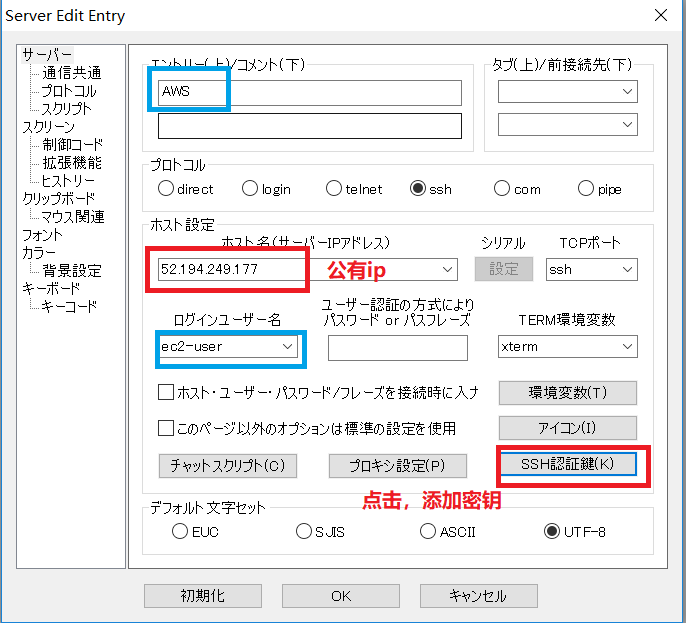 Server Edit Entry
サーバー
通信共通
プロトコル
スクリプト
スクリーン
制御コード
拡張機能
ヒストリー
クリップボード
マウス関連
フォント
カラー
背景設定
キーボード
キーコード
エントリー(上)/コメント(下)
AWS
タブ(上)/前接続先(下)
プロトコル
direct login telnet ssh com pipe
ホスト設定
ホスト名(サーバーIPアドレス) シリアル TCPポート
52.194.249.177 公有ip 設定 ssh
ログインユーザー名
ユーザー認証の方式により
パスワード or パスフレーズ
TERM環境変数
ec2-user xterm
ホスト・ユーザー・パスワード/フレーズを接続時に入ナ 環境変数(T)
このページ以外のオプションは標準の設定を使用 アイコン(I)
チャットスクリプト(C) プロキシ設定(P) SSH認証鍵(K)
点击，添加密钥
デフォルト文字セット
EUC SJIS ASCII UTF-8
初期化 OK キャンセル